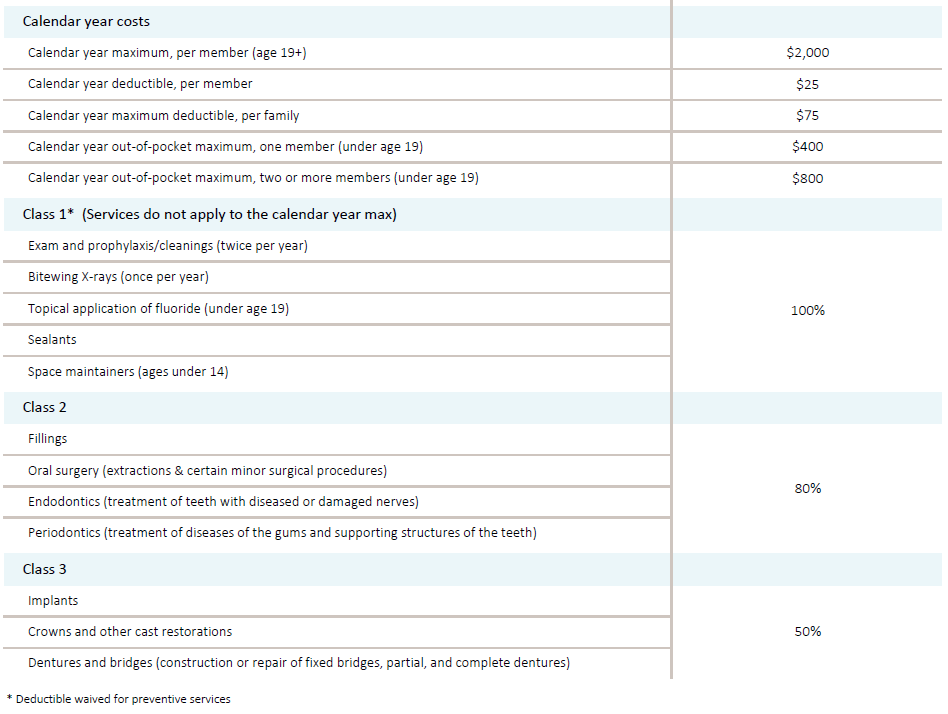 Calendar year costs
Calendar year maximum, per member (age 19+) $2,000
Calendar year deductible, per member $25
Calendar year maximum deductible, per family $75
Calendar year out-of-pocket maximum, one member (under age 19) $400
Calendar year out-of-pocket maximum, two or more members (under age 19) $800
Class 1* (Services do not apply to the calendar year max)
Exam and prophylaxis/cleanings (twice per year)
Bitewing X-rays (once per year)
Topical application of fluoride (under age 19)
100%
Sealants
Space maintainers (ages under 14)
Class 2
Fillings
Oral surgery (extractions & certain minor surgical procedures)
80%
Endodontics (treatment of teeth with diseased or damaged nerves)
Periodontics (treatment of diseases of the gums and supporting structures of the teeth)
Class 3
Implants
Crowns and other cast restorations 50%
Dentures and bridges (construction or repair of fixed bridges, partial, and complete dentures)
* Deductible waived for preventive services